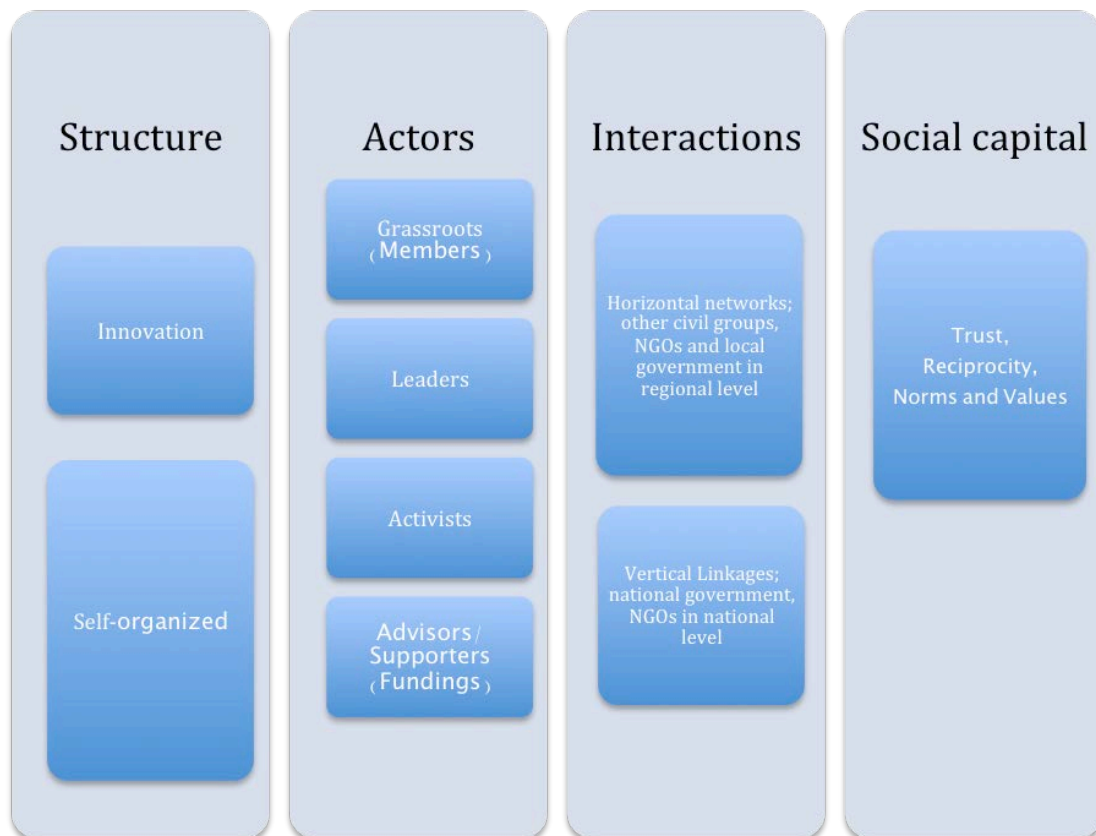 Structure
Innovation
Self-organized
Actors
Grassroots
( Members )
Leaders
Activists
Advisors/
Supporters
( Fundings )
Interactions
Horizontal networks;
other civil groups,
NGOs and local
government in
regional level
Vertical Linkages;
national government,
NGOs in national
level
Social capital
Trust,
Reciprocity,
Norms and Values